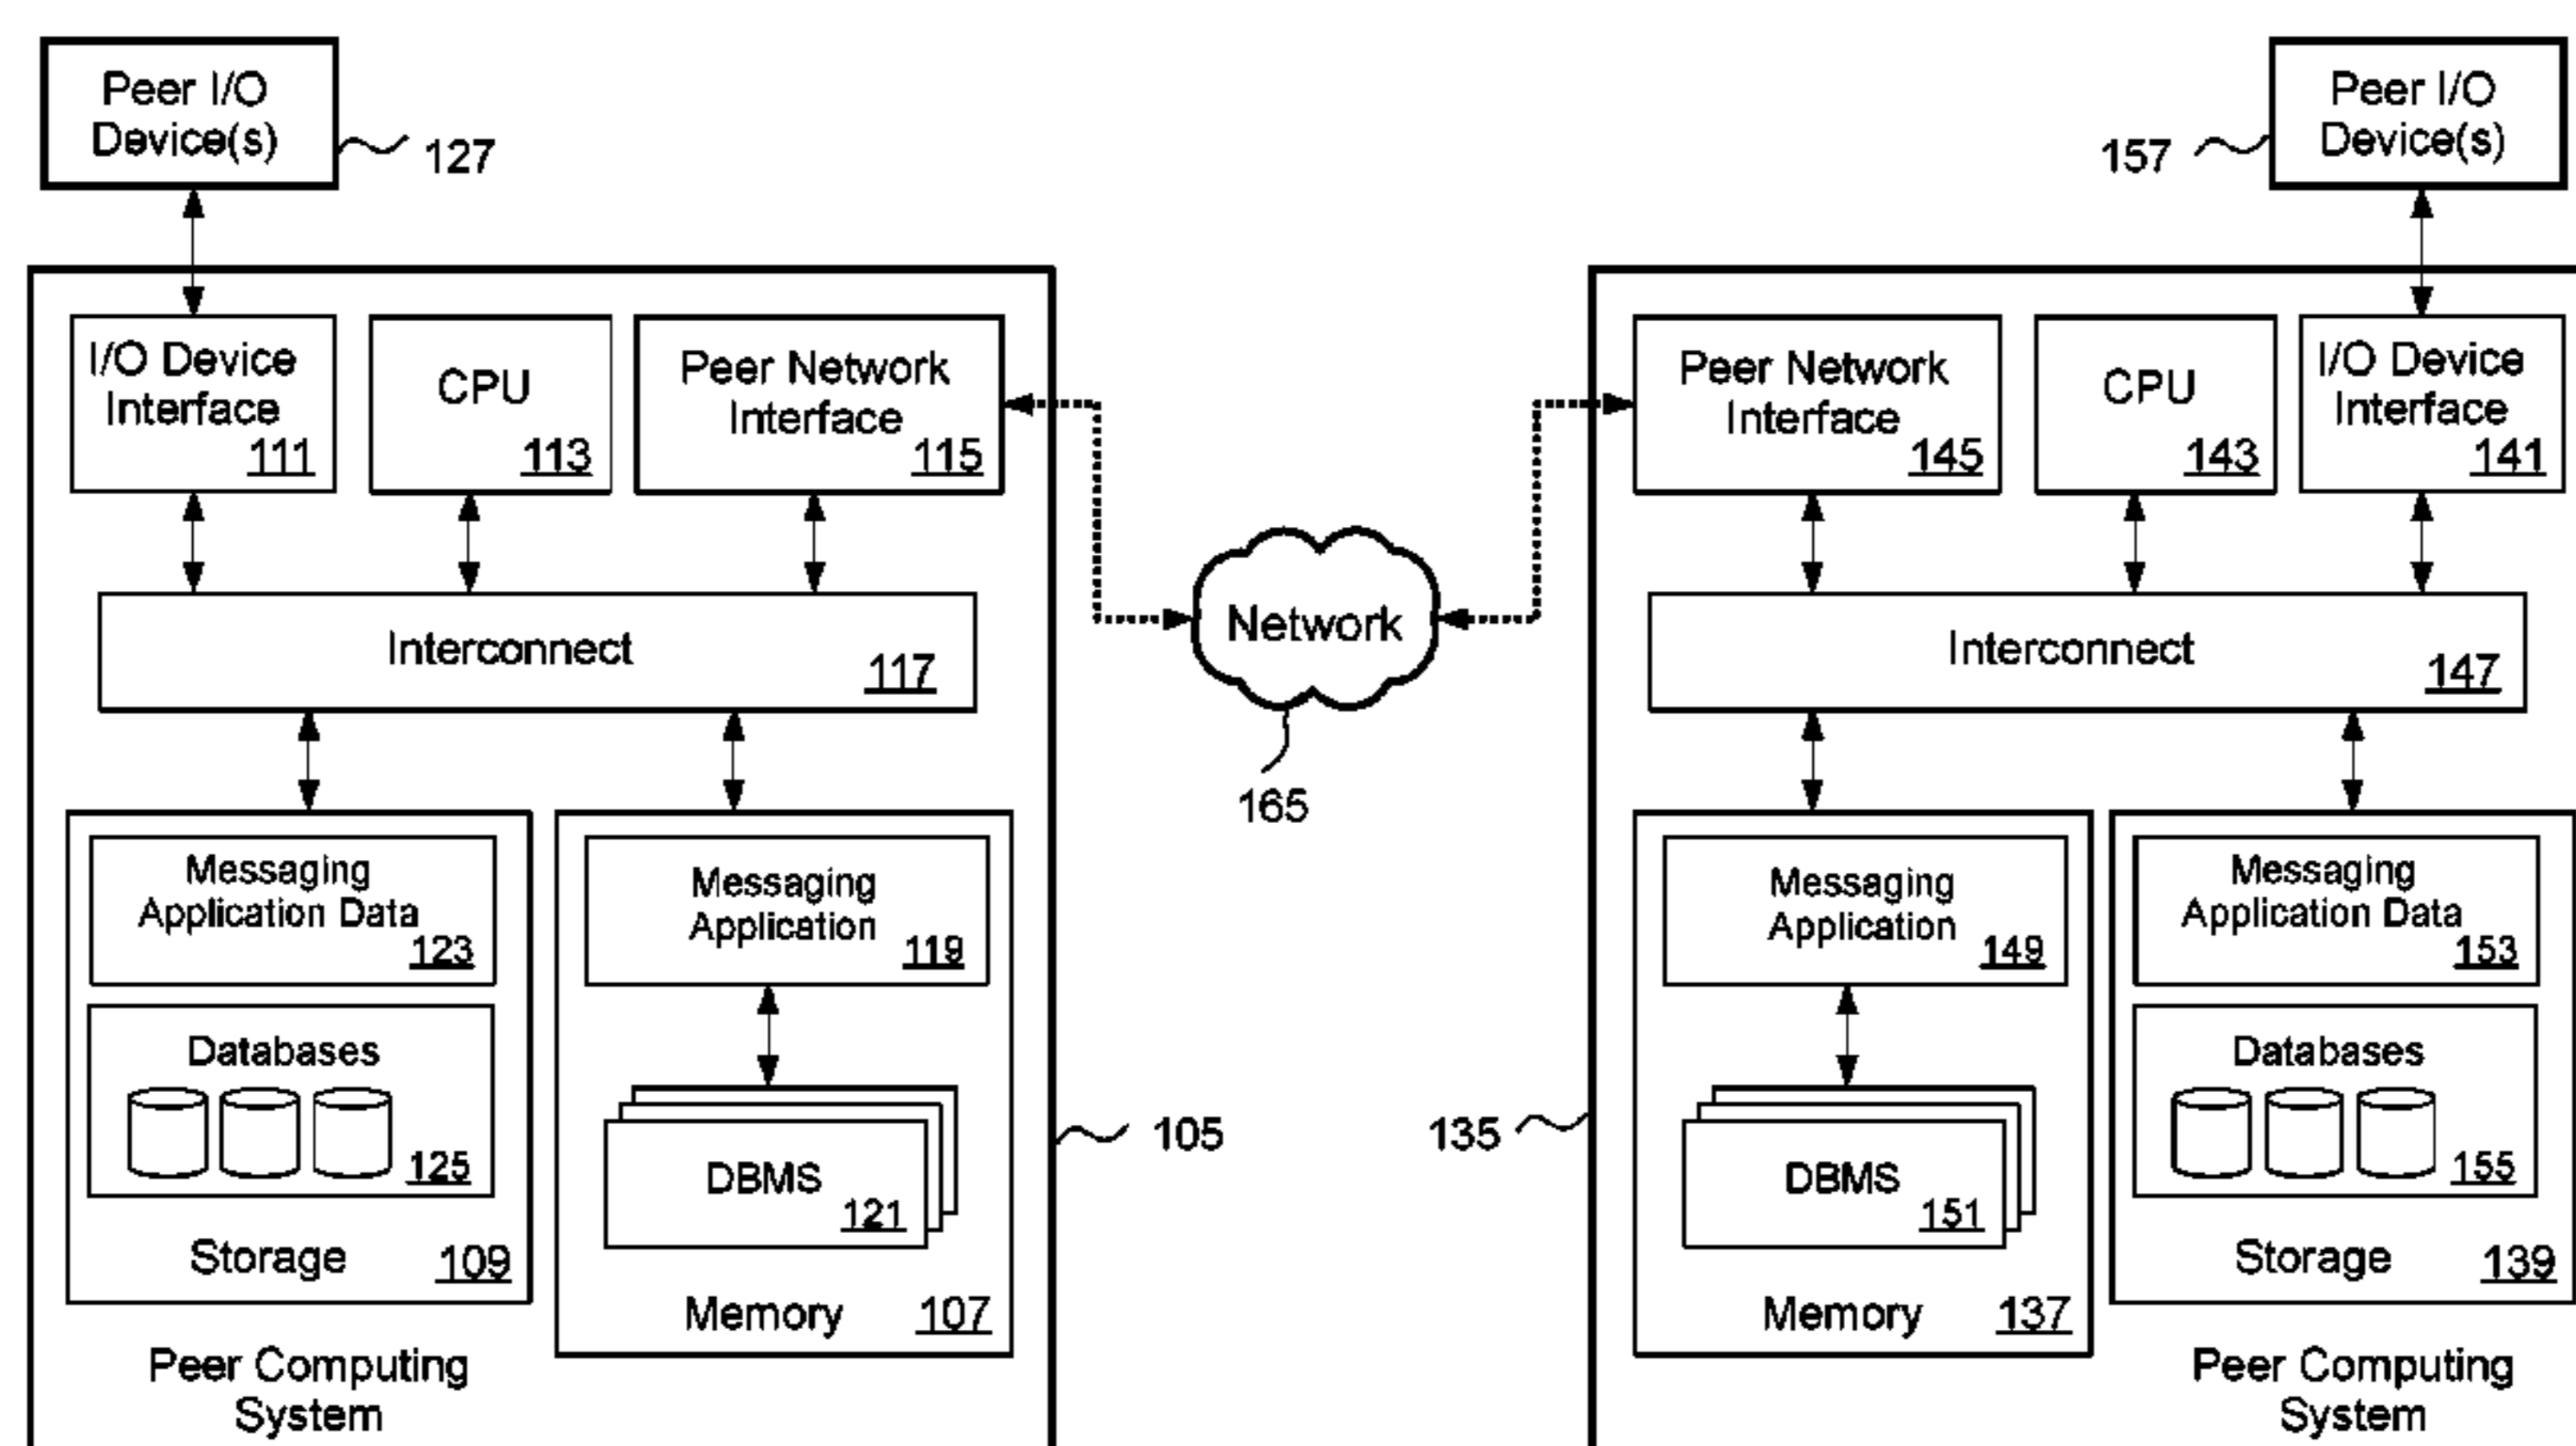 Peer I/O
Device(s)
127
Peer I/O
Device(s)
157
I/O Device
Interface
111
CPU
113
Peer Network
Interface
115
Peer Network
Interface
145
CPU
143
I/O Device
Interface
141
Interconnect
117
Network
165
Interconnect
147
Messaging
Application Data
123
Databases
125
Storage
109
Messaging
Application
119
DBMS
121
Memory
107
Peer Computing
System
105
135
Messaging
Application
149
DBMS
151
Memory
137
Messaging
Application Data
153
Databases
155
Storage
139
Peer Computing
System